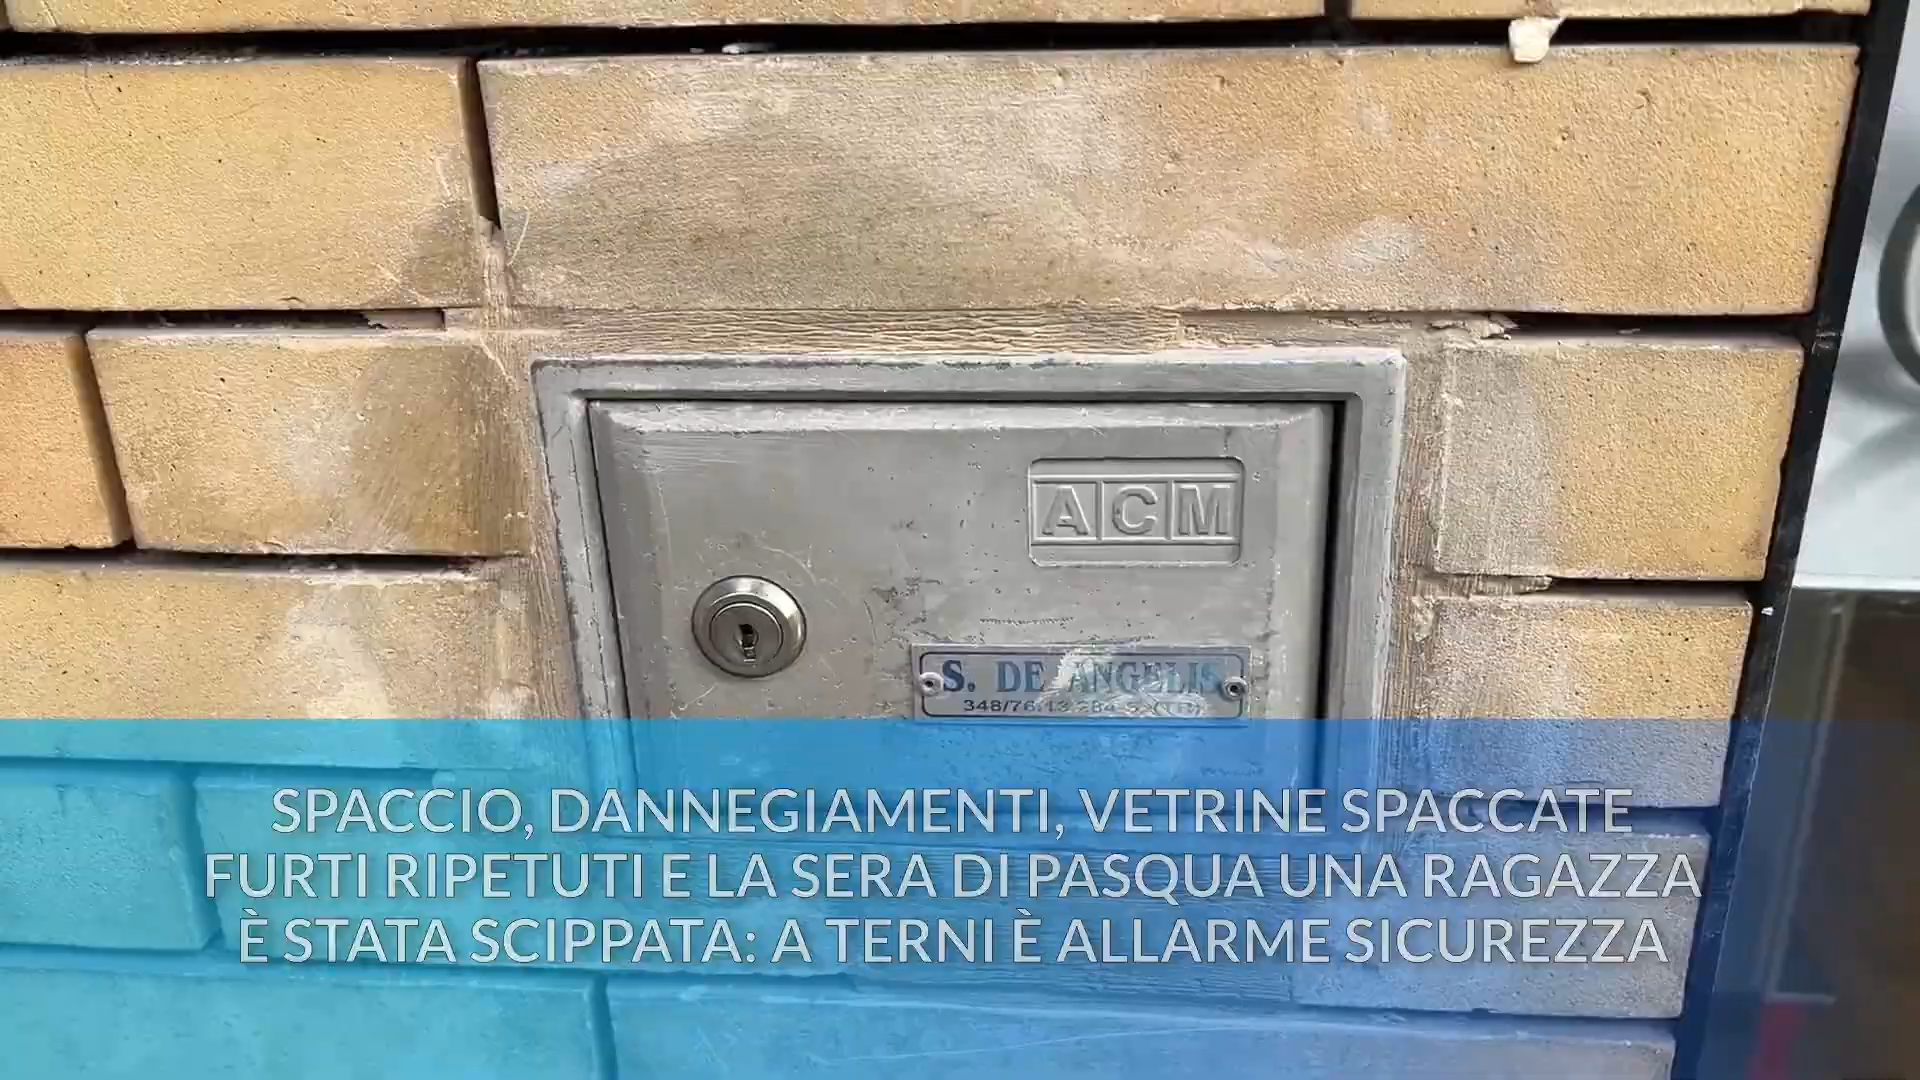 ACM
S. DE ANGELIS
SPACCIO, DANNEGIAMENTI, VETRINE SPACCATE
FURTI RIPETUTI E LA SERA DI PASQUA UNA RAGAZZA
È STATA SCIPPATA: A TERNI È ALLARME SICUREZZA